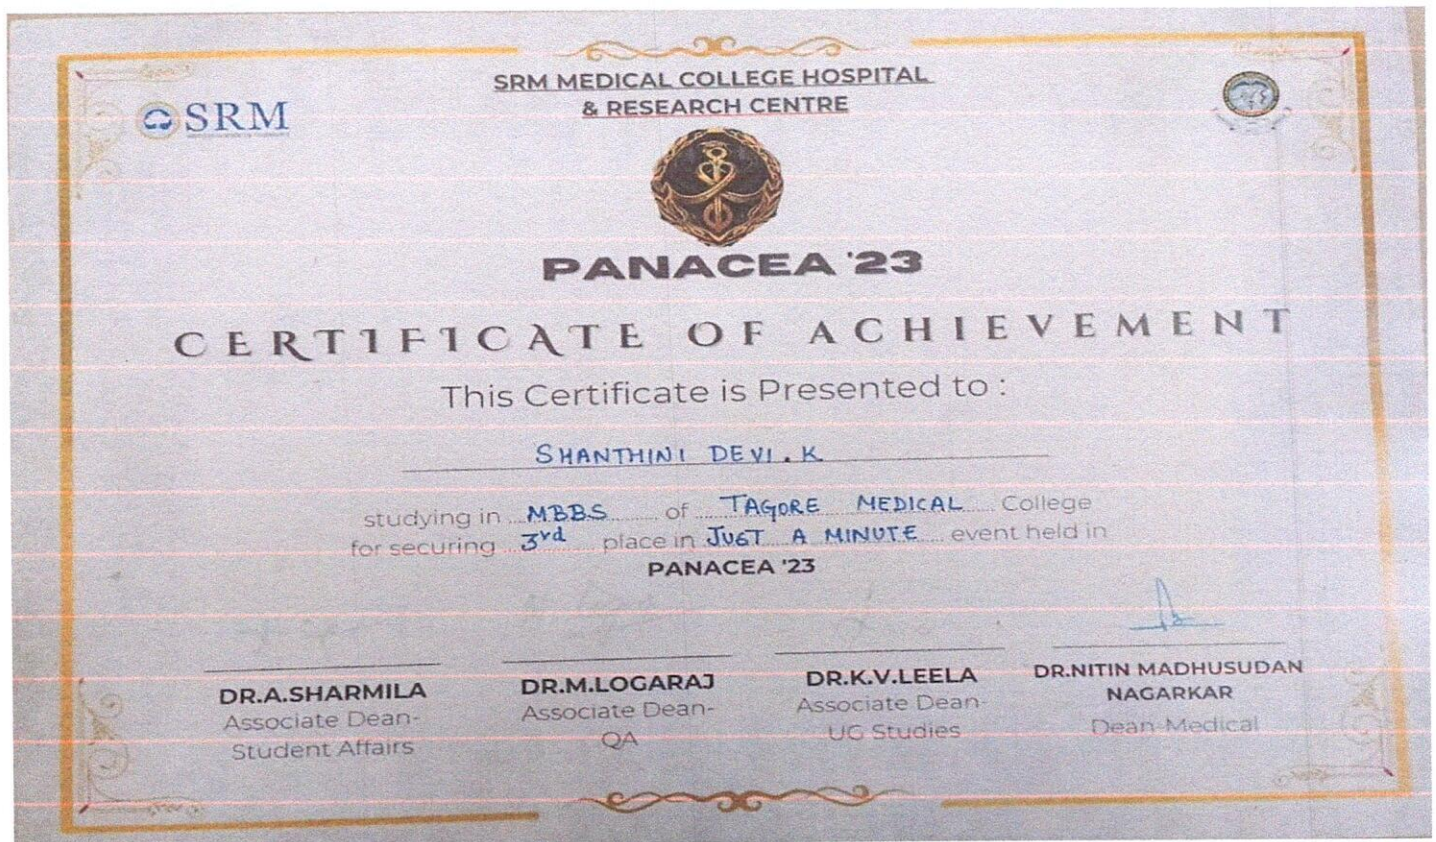 SRM MEDICAL COLLEGE HOSPITAL
& RESEARCH CENTRE
SRM
PANACEA '23
CERTIFICATE OF ACHIEVEMENT
This Certificate is Presented to :
SHANTHINI DEVI.K
studying in MBBS of TAGORE MEDICAL College
for securing 3rd place in JUST A MINUTE event held in
PANACEA '23
DR.A.SHARMILA
Associate Dean-
Student Affairs
DR.M.LOGARAJ
Associate Dean-
QA
DR.K.V.LEELA
Associate Dean-
UG Studies
DR.NITIN MADHUSUDAN
NAGARKAR
Dean-Medical